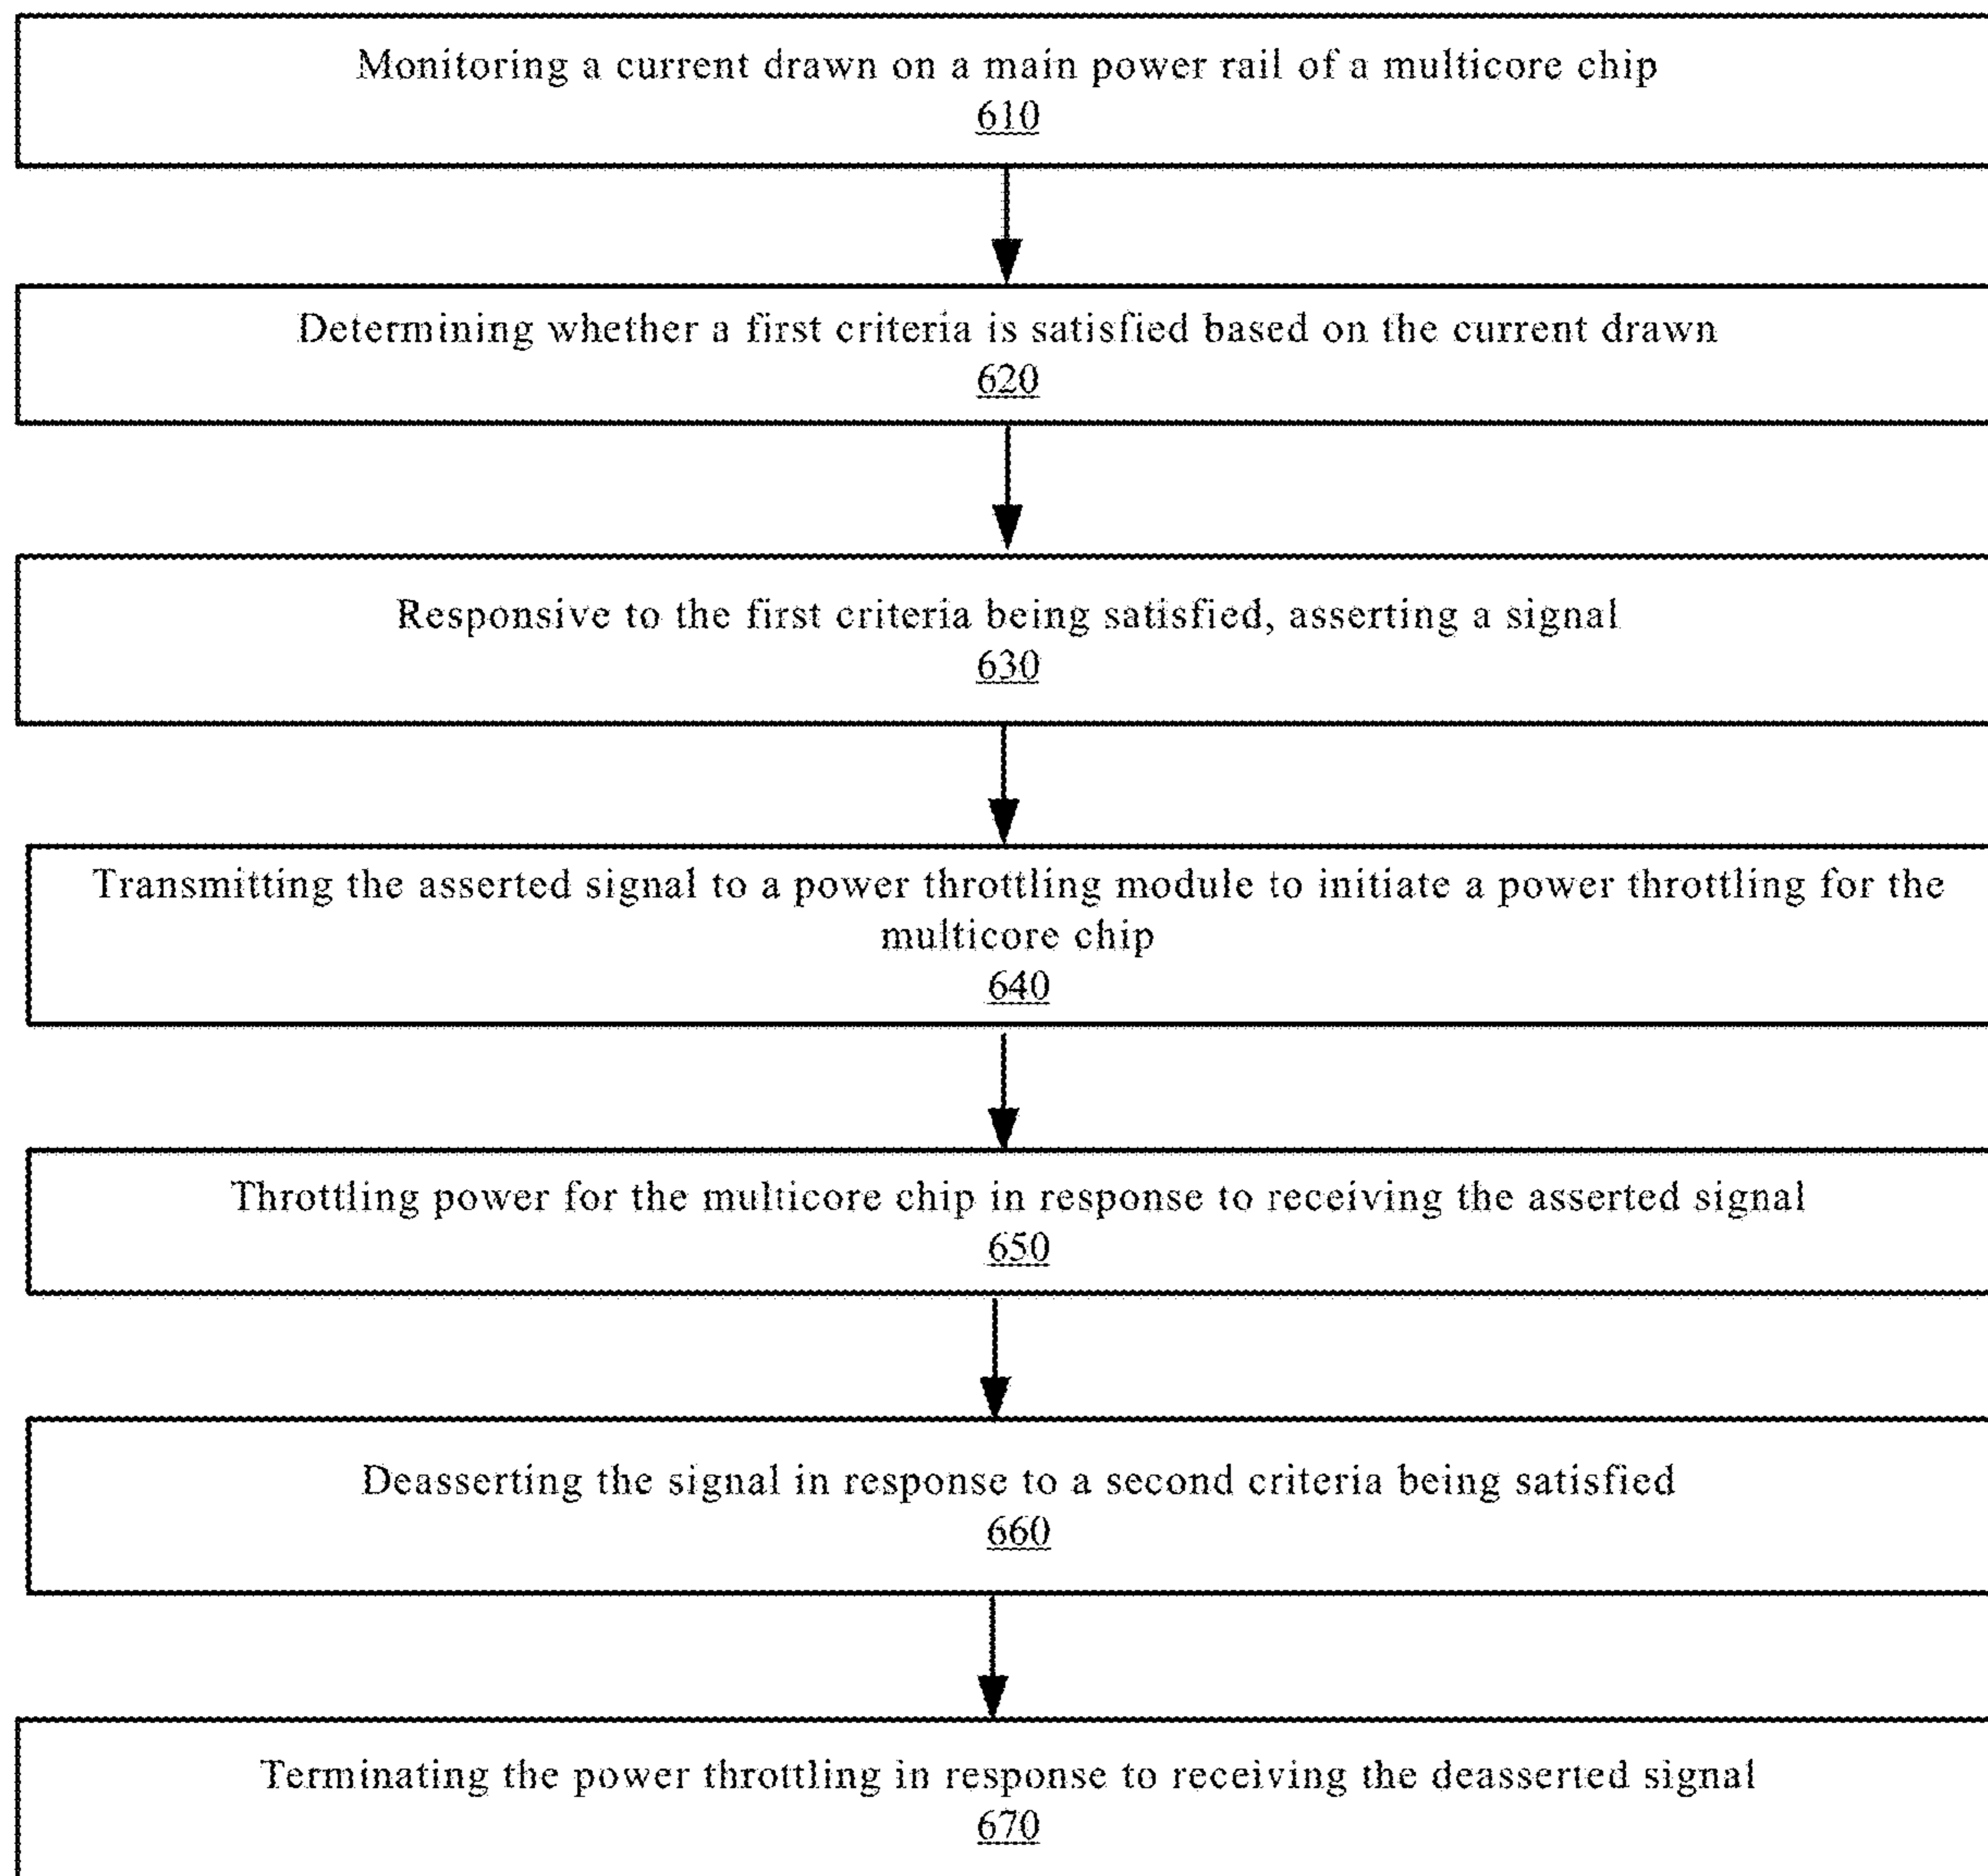 Monitoring a current drawn on a main power rail of a multicore chip
610
Determining whether a first criteria is satisfied based on the current drawn
620
Responsive to the first criteria being satisfied, asserting a signal
630
Transmitting the asserted signal to a power throttling module to initiate a power throttling for the
multicore chip
640
Throttling power for the multicore chip in response to receiving the asserted signal
650
Deasserting the signal in response to a second criteria being satisfied
660
Terminating the power throttling in response to receiving the deasserted signal
670